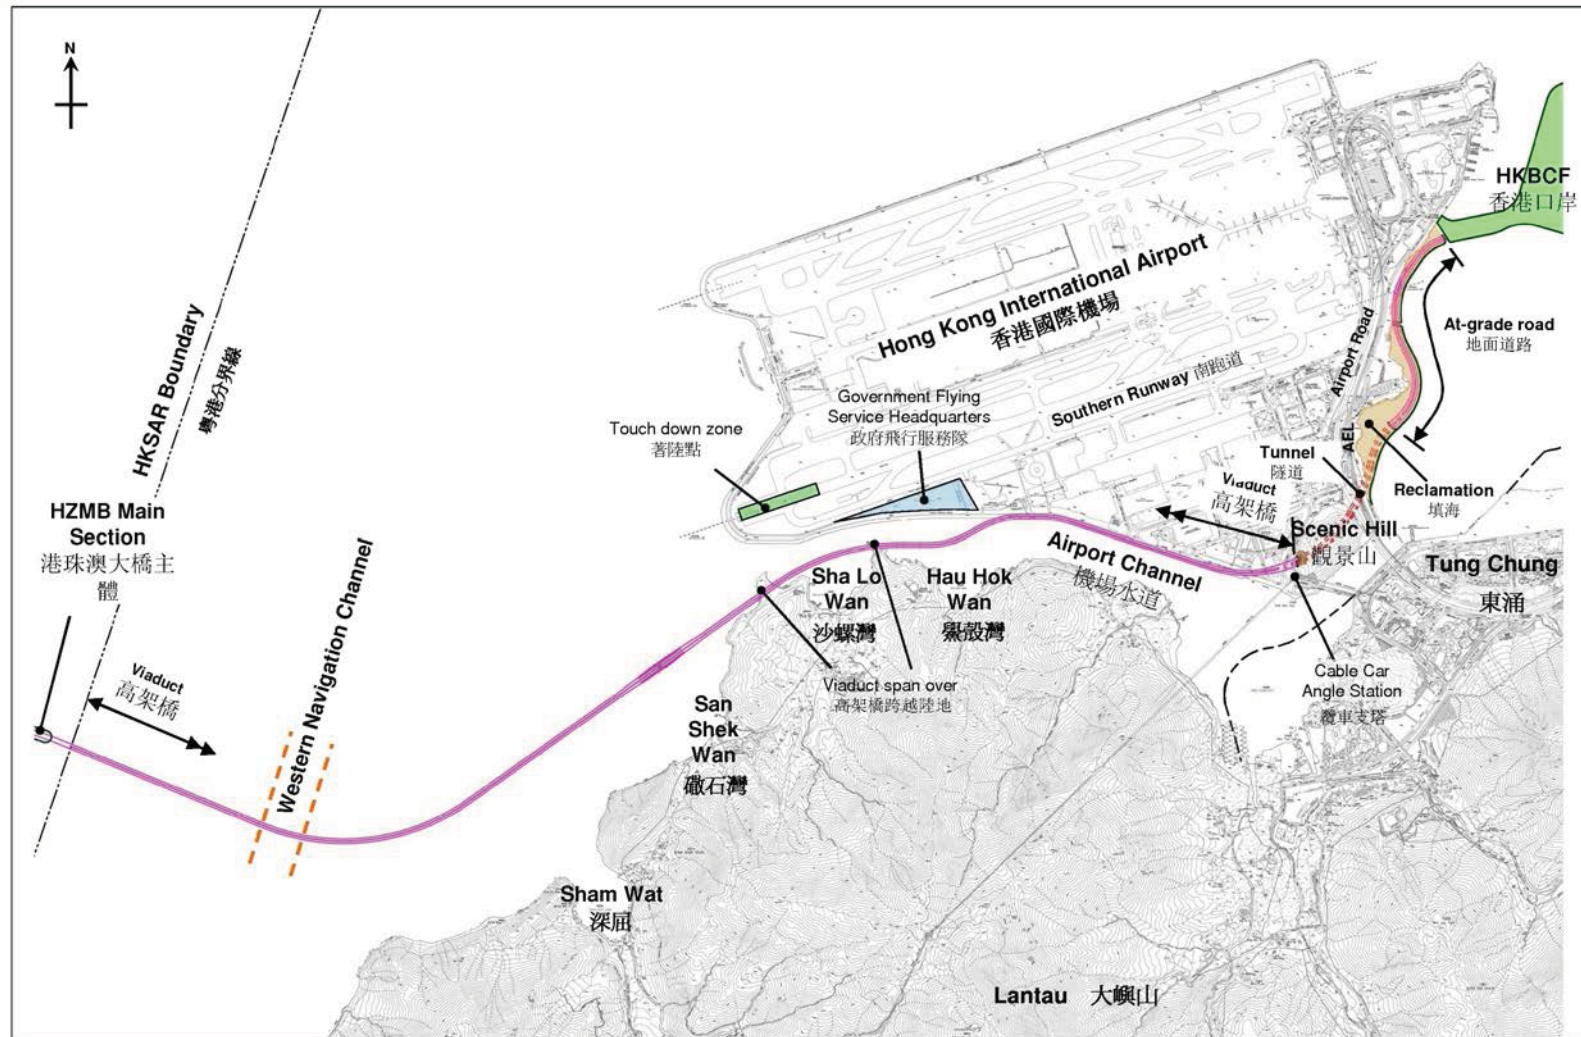 N
HKSAR Boundary
粵港分界線
HZMB Main
Section
港珠澳大橋主
體
Viaduct
高架橋
Western Navigation Channel
Hong Kong International Airport
香港國際機場
Southern Runway 南跑道
Touch down zone
著陸點
Government Flying
Service Headquarters
政府飛行服務隊
HKBCF
香港口岸
At-grade road
地面道路
Airport Road
AEL
Tunnel
隧道
Reclamation
填海
Viaduct
高架橋
Scenic Hill
觀景山
Airport Channel
機場水道
Tung Chung
東涌
Sha Lo
Wan
沙螺灣
Hau Hok
Wan
鱟殼灣
Viaduct span over
高架橋跨越陸地
Cable Car
Angle Station
纜車支塔
San
Shek
Wan
䃟石灣
Sham Wat
深屈
Lantau 大嶼山